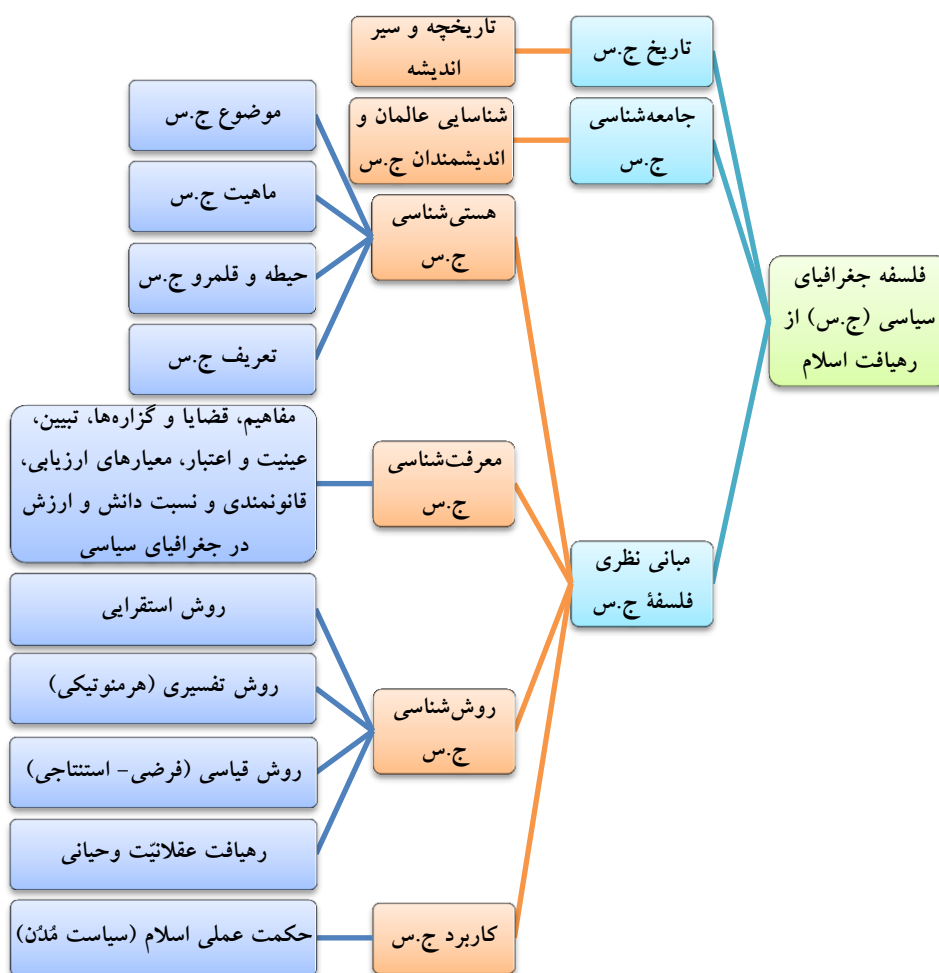 فلسفه جغرافیای
سیاسی (ج.س) از
رهیافت اسلام
تاریخ ج.س
تاریخچه و سیر
اندیشه
جامعه‌شناسی
ج.س
شناسایی عالمان و
اندیشمندان ج.س
مبانی نظری
فلسفۀ ج.س
هستی‌شناسی
ج.س
موضوع ج.س
ماهیت ج.س
حیطه و قلمرو ج.س
تعریف ج.س
معرفت‌شناسی
ج.س
مفاهیم، قضایا و گزاره‌ها، تبیین،
عینیت و اعتبار، معیارهای ارزیابی،
قانونمندی و نسبت دانش و ارزش
در جغرافیای سیاسی
روش‌شناسی
ج.س
روش استقرایی
روش تفسیری (هرمنوتیکی)
روش قیاسی (فرضی- استنتاجی)
رهیافت عقلانیّت وحیانی
کاربرد ج.س
حکمت عملی اسلام (سیاست مُدُن)